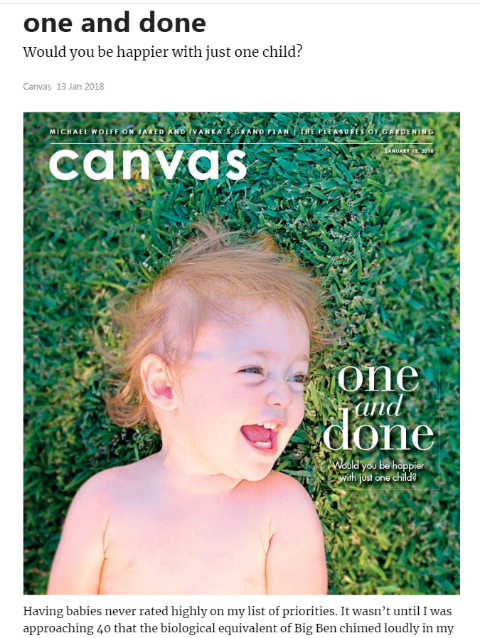 one and done
Would you be happier with just one child?
Canvas 13 Jan 2018
MICHAEL WOLFF ON JARED AND IVANKA'S GRAND PLAN | THE PLEASURES OF GARDENING
canvas
JANUARY 13, 2018
one
and
done
Would you be happier
with just one child?
Having babies never rated highly on my list of priorities. It wasn’t until I was
approaching 40 that the biological equivalent of Big Ben chimed loudly in my